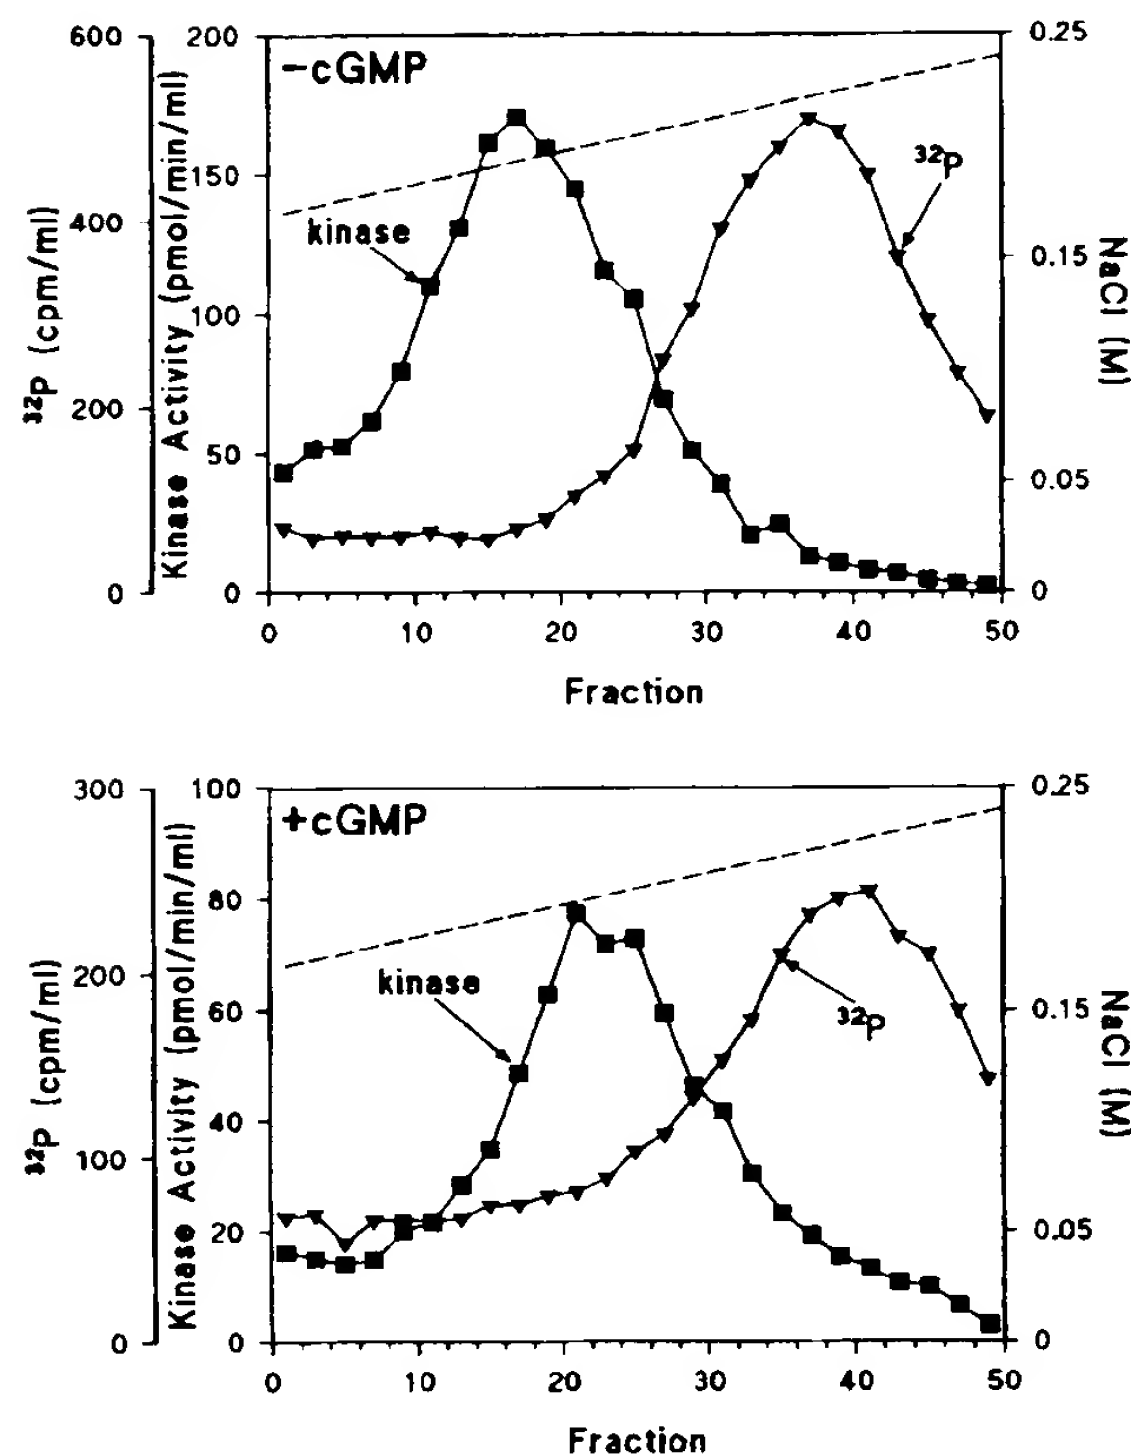 600
200
0.25
−cGMP
150
400
kinase
³²P
0.15
100
200
50
0.05
0
0
0
³²P (cpm/ml)
Kinase Activity (pmol/min/ml)
NaCl (M)
0
10
20
30
40
50
Fraction
300
100
0.25
+cGMP
80
200
kinase
60
0.15
³²P
40
100
20
0.05
0
0
0
³²P (cpm/ml)
Kinase Activity (pmol/min/ml)
NaCl (M)
0
10
20
30
40
50
Fraction